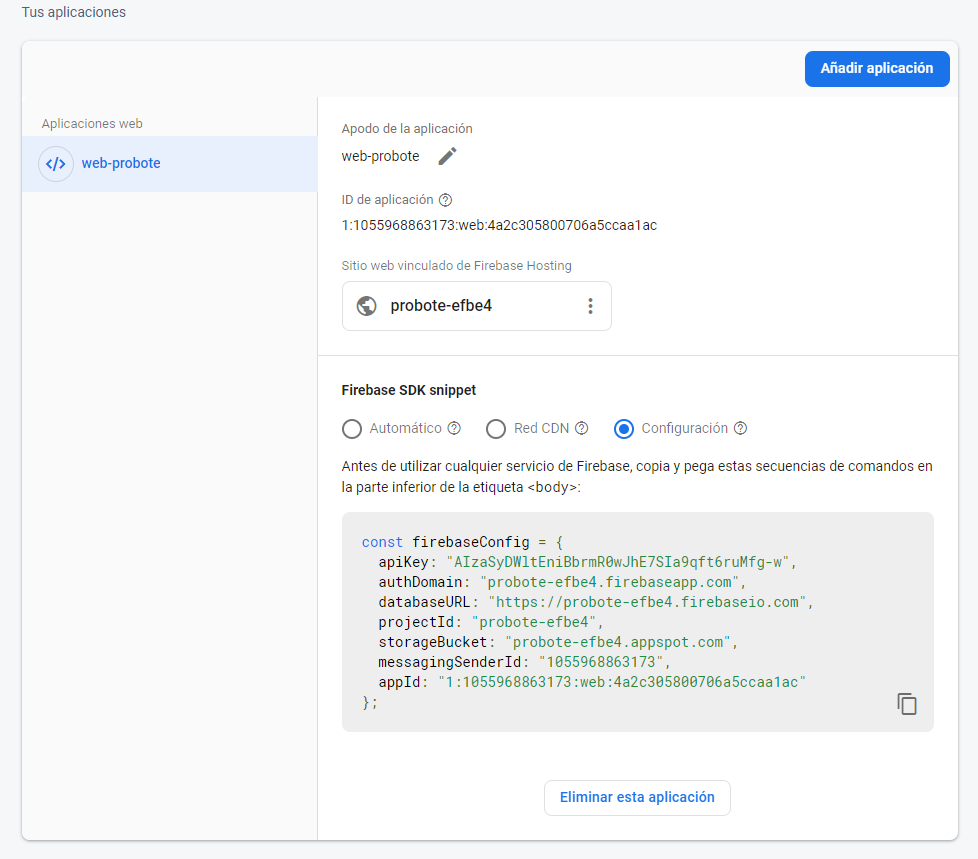 Tus aplicaciones
Añadir aplicación
Aplicaciones web
</> web-probote
Apodo de la aplicación
web-probote
ID de aplicación
1:1055968863173:web:4a2c305800706a5ccaa1ac
Sitio web vinculado de Firebase Hosting
probote-efbe4
Firebase SDK snippet
Automático Red CDN Configuración
Antes de utilizar cualquier servicio de Firebase, copia y pega estas secuencias de comandos en
la parte inferior de la etiqueta <body>:
const firebaseConfig = {
  apiKey: "AIzaSyDWltEniBbrmR0wJhE7SIa9qft6ruMfg-w",
  authDomain: "probote-efbe4.firebaseapp.com",
  databaseURL: "https://probote-efbe4.firebaseio.com",
  projectId: "probote-efbe4",
  storageBucket: "probote-efbe4.appspot.com",
  messagingSenderId: "1055968863173",
  appId: "1:1055968863173:web:4a2c305800706a5ccaa1ac"
};
Eliminar esta aplicación